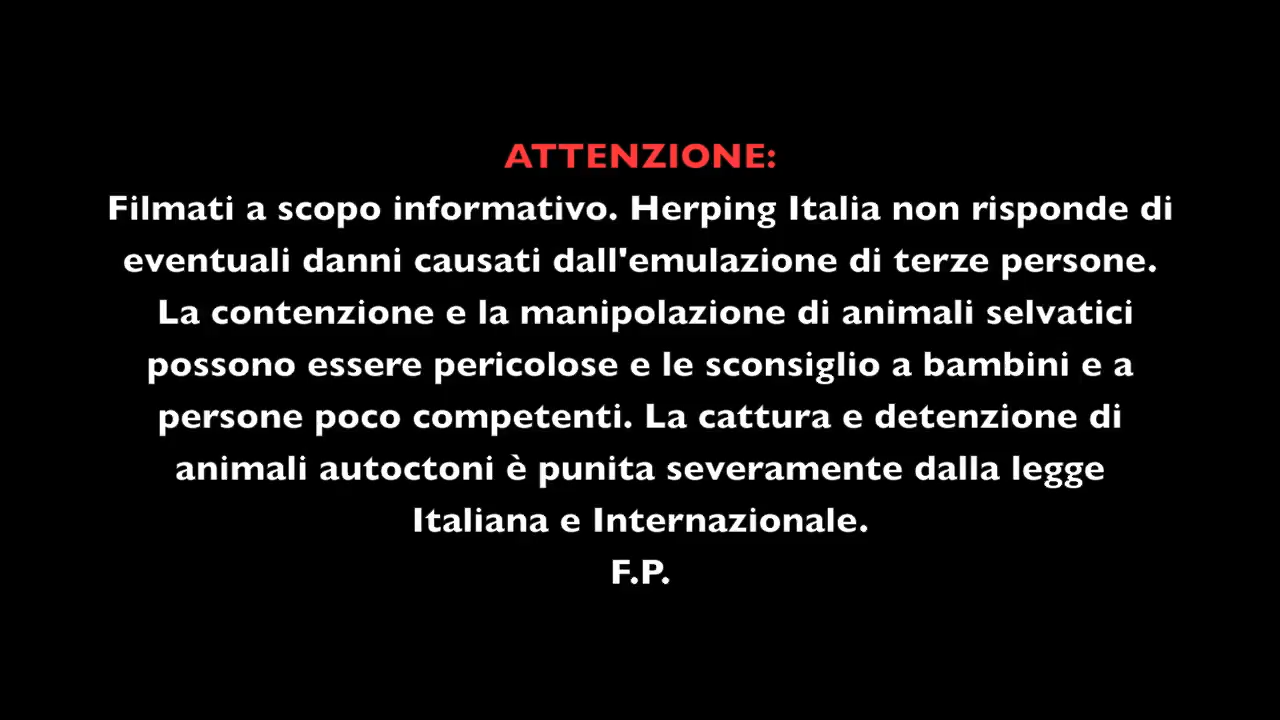 ATTENZIONE:
Filmati a scopo informativo. Herping Italia non risponde di
eventuali danni causati dall'emulazione di terze persone.
La contenzione e la manipolazione di animali selvatici
possono essere pericolose e le sconsiglio a bambini e a
persone poco competenti. La cattura e detenzione di
animali autoctoni è punita severamente dalla legge
Italiana e Internazionale.
F.P.